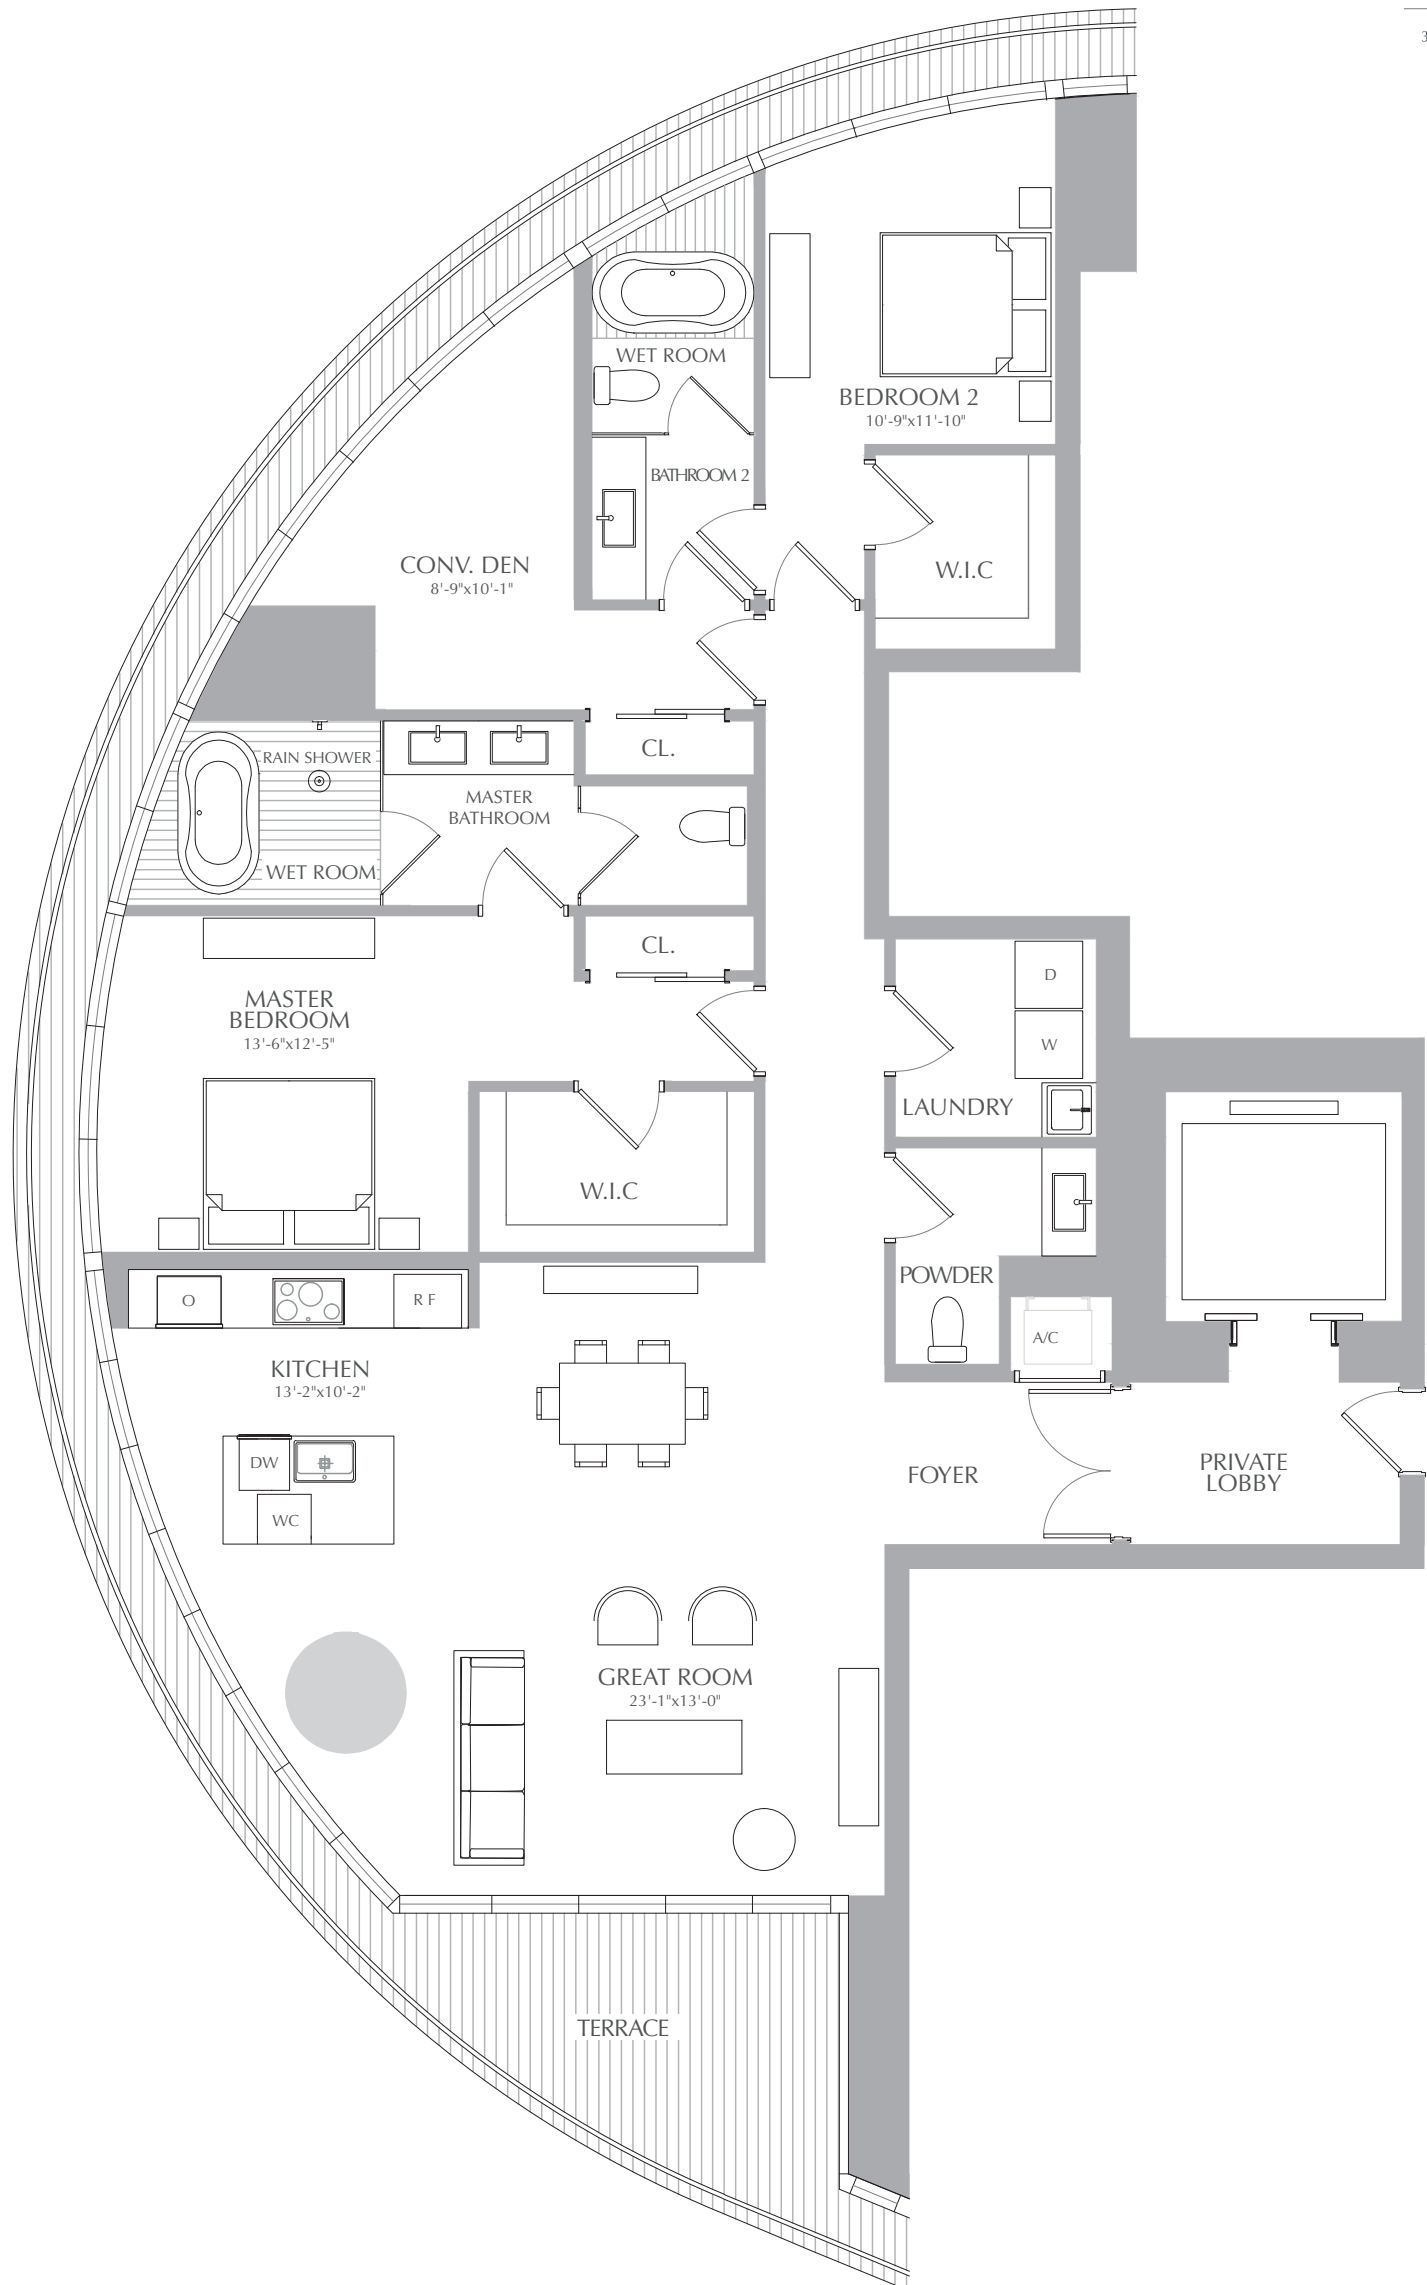 3
WET ROOM
BEDROOM 2
10'-9"x11'-10"
BATHROOM 2
CONV. DEN
8'-9"x10'-1"
W.I.C
CL.
RAIN SHOWER
MASTER
BATHROOM
WET ROOM
CL.
D
MASTER
BEDROOM
13'-6"x12'-5"
W
LAUNDRY
W.I.C
POWDER
O
R F
A/C
KITCHEN
13'-2"x10'-2"
DW
WC
FOYER
PRIVATE
LOBBY
GREAT ROOM
23'-1"x13'-0"
TERRACE